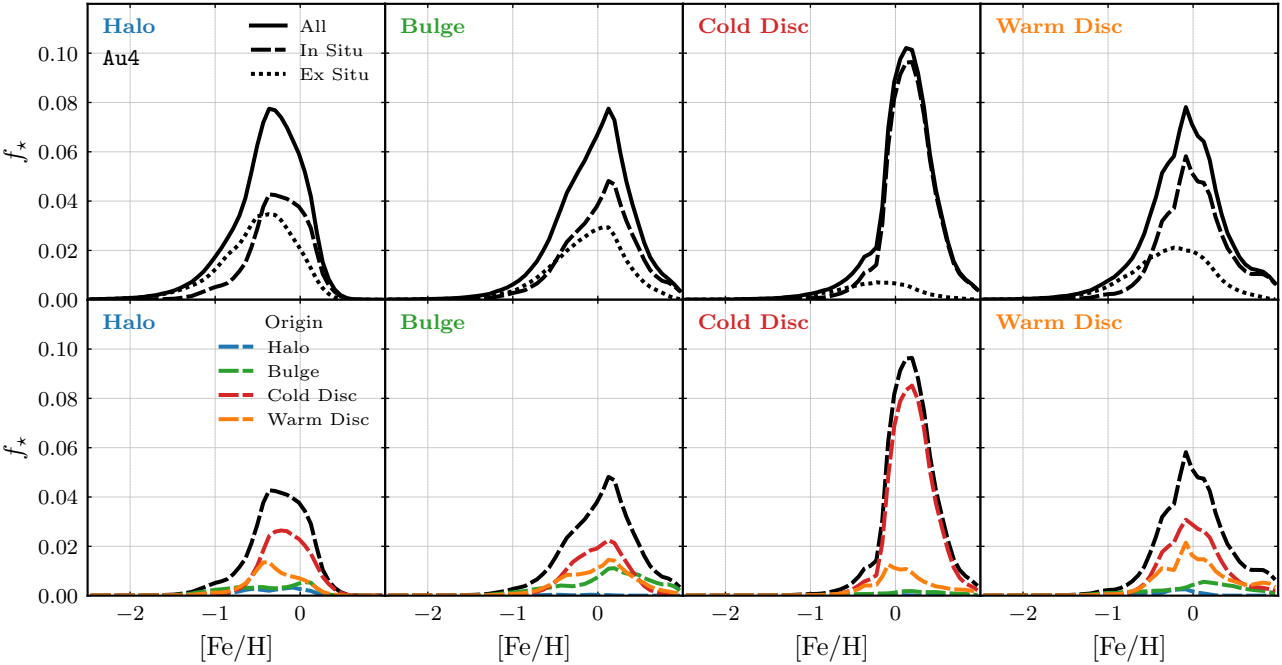 Halo
Au4
All
In Situ
Ex Situ
Bulge
Cold Disc
Warm Disc
0.10
0.08
0.06
0.04
0.02
0.00
f⋆
Halo
Origin
Halo
Bulge
Cold Disc
Warm Disc
Bulge
Cold Disc
Warm Disc
0.10
0.08
0.06
0.04
0.02
0.00
f⋆
−2 −1 0
−2 −1 0
−2 −1 0
−2 −1 0
[Fe/H]
[Fe/H]
[Fe/H]
[Fe/H]